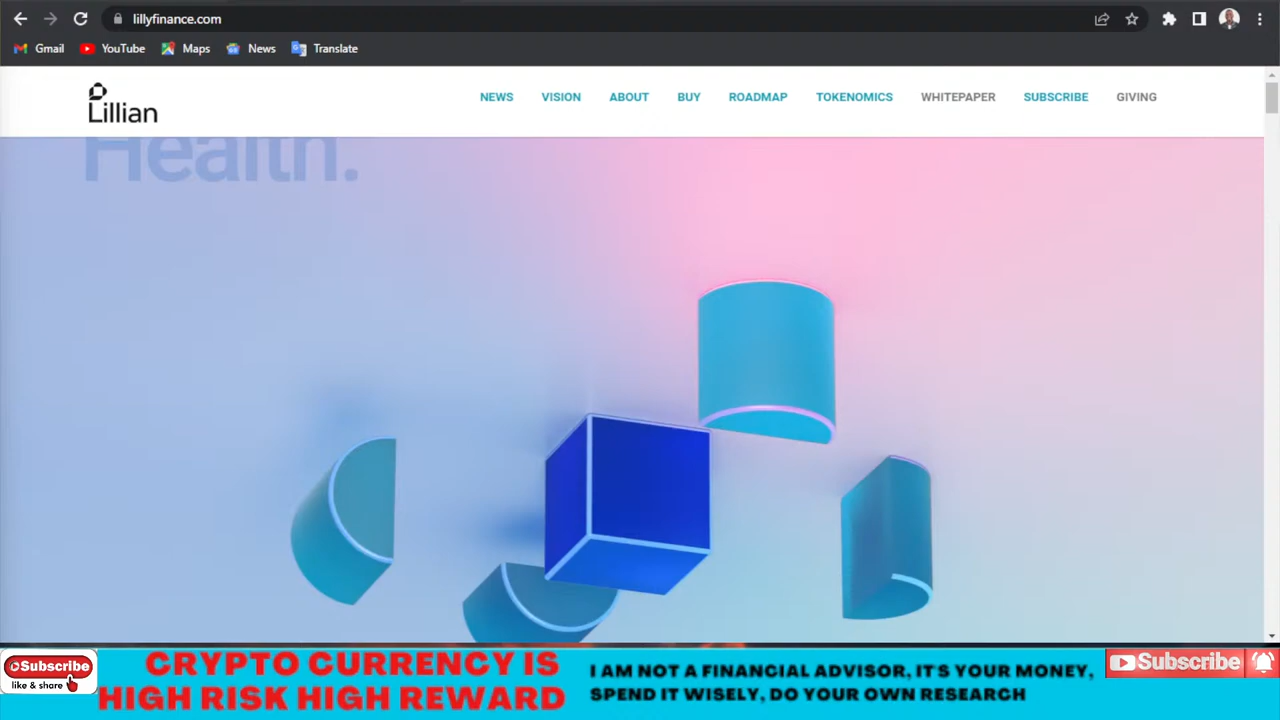 lillyfinance.com
Gmail YouTube Maps News Translate
Lillian
NEWS VISION ABOUT BUY ROADMAP TOKENOMICS WHITEPAPER SUBSCRIBE GIVING
Health.
Subscribe
like & share
CRYPTO CURRENCY IS
HIGH RISK HIGH REWARD
I AM NOT A FINANCIAL ADVISOR, IT'S YOUR MONEY,
SPEND IT WISELY, DO YOUR OWN RESEARCH
Subscribe